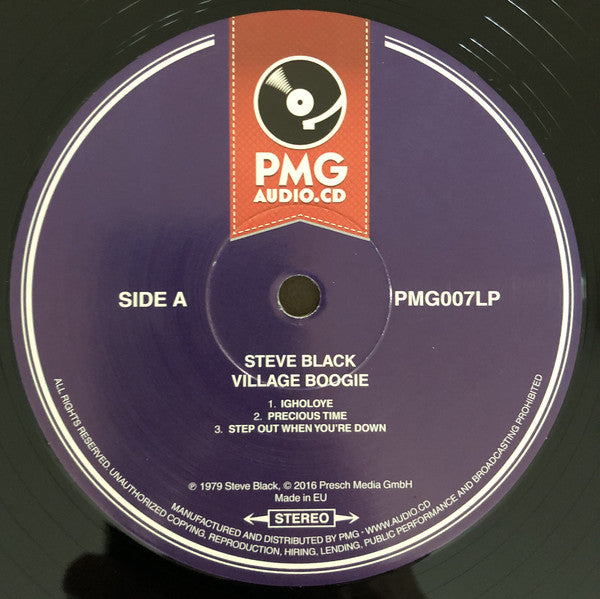 PMG
AUDIO.CD
SIDE A
PMG007LP
STEVE BLACK
VILLAGE BOOGIE
1. IGHOLOYE
2. PRECIOUS TIME
3. STEP OUT WHEN YOU'RE DOWN
℗ 1979 Steve Black, © 2016 Presch Media GmbH
Made in EU
STEREO
MANUFACTURED AND DISTRIBUTED BY PMG - WWW.AUDIO.CD
ALL RIGHTS RESERVED. UNAUTHORIZED COPYING, REPRODUCTION, HIRING, LENDING, PUBLIC PERFORMANCE AND BROADCASTING PROHIBITED